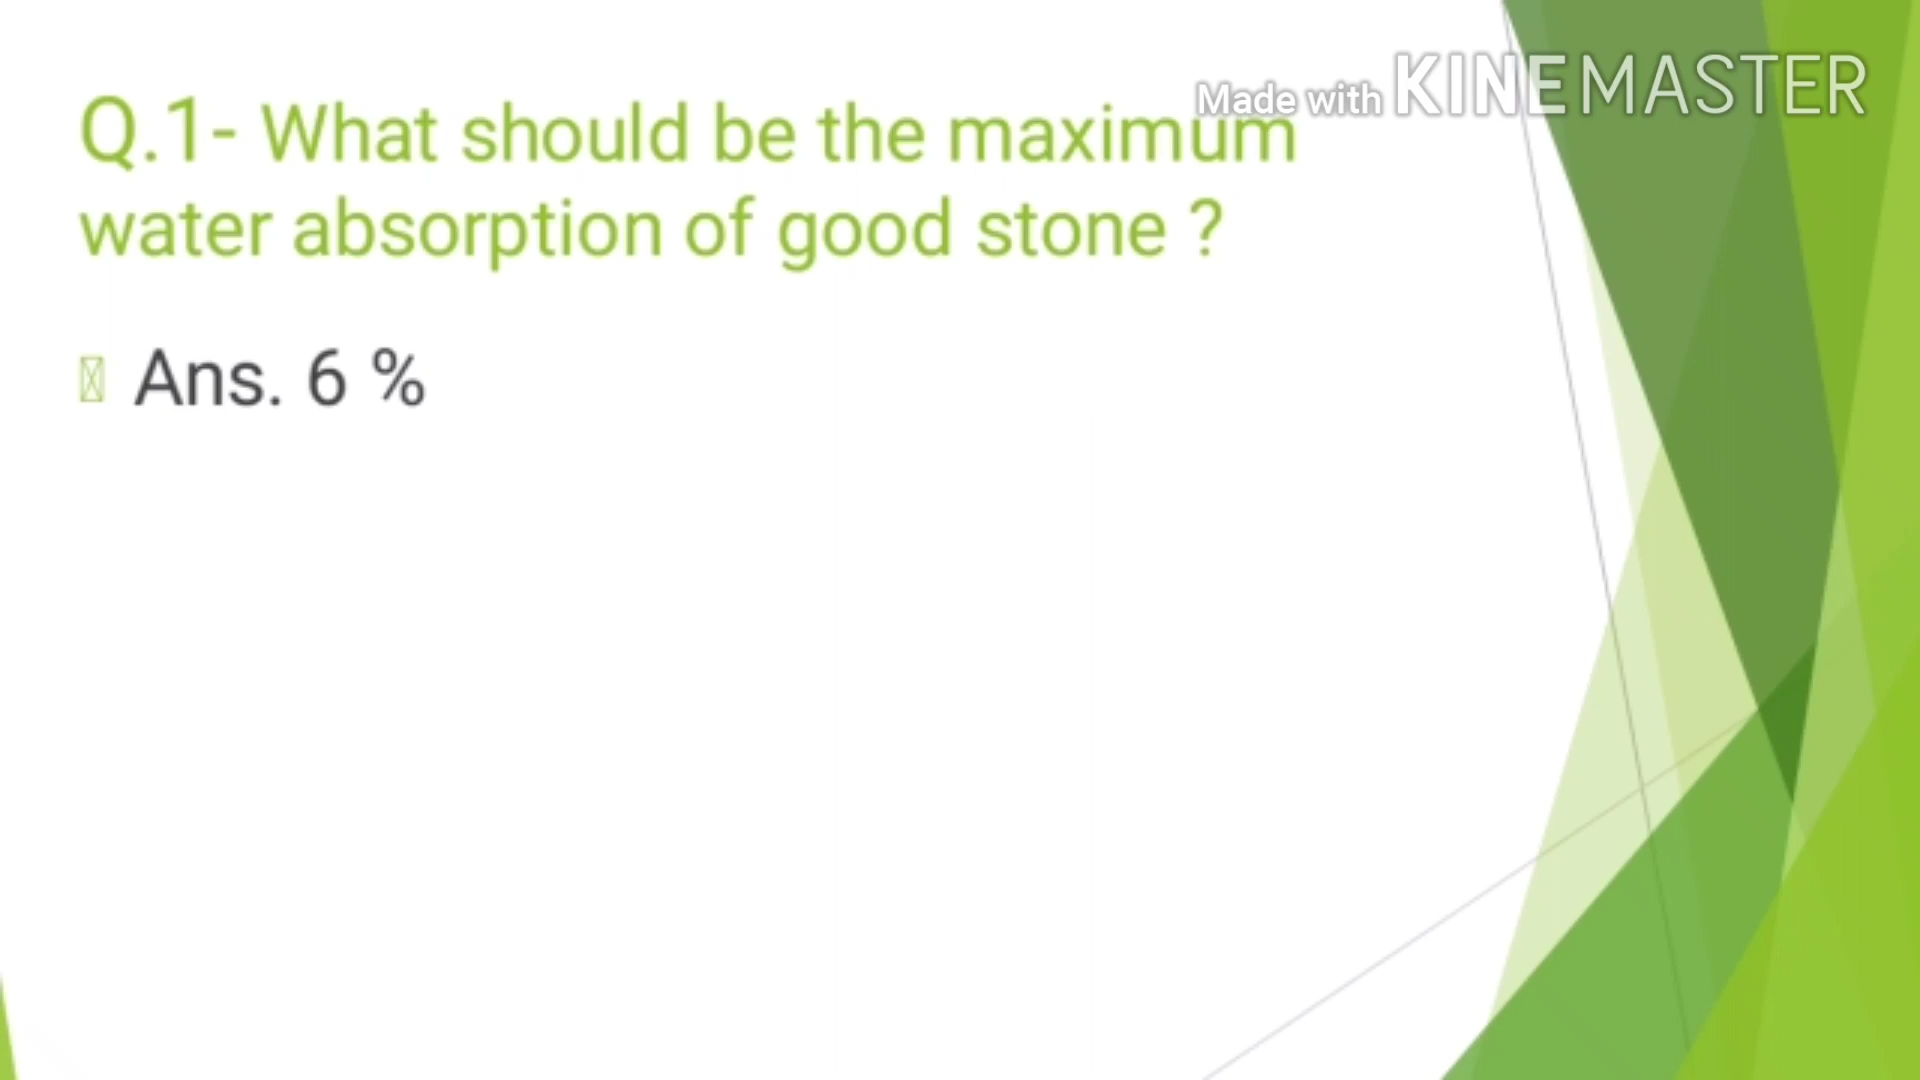 Made with KINEMASTER
Q.1- What should be the maximum
water absorption of good stone ?
Ans. 6 %